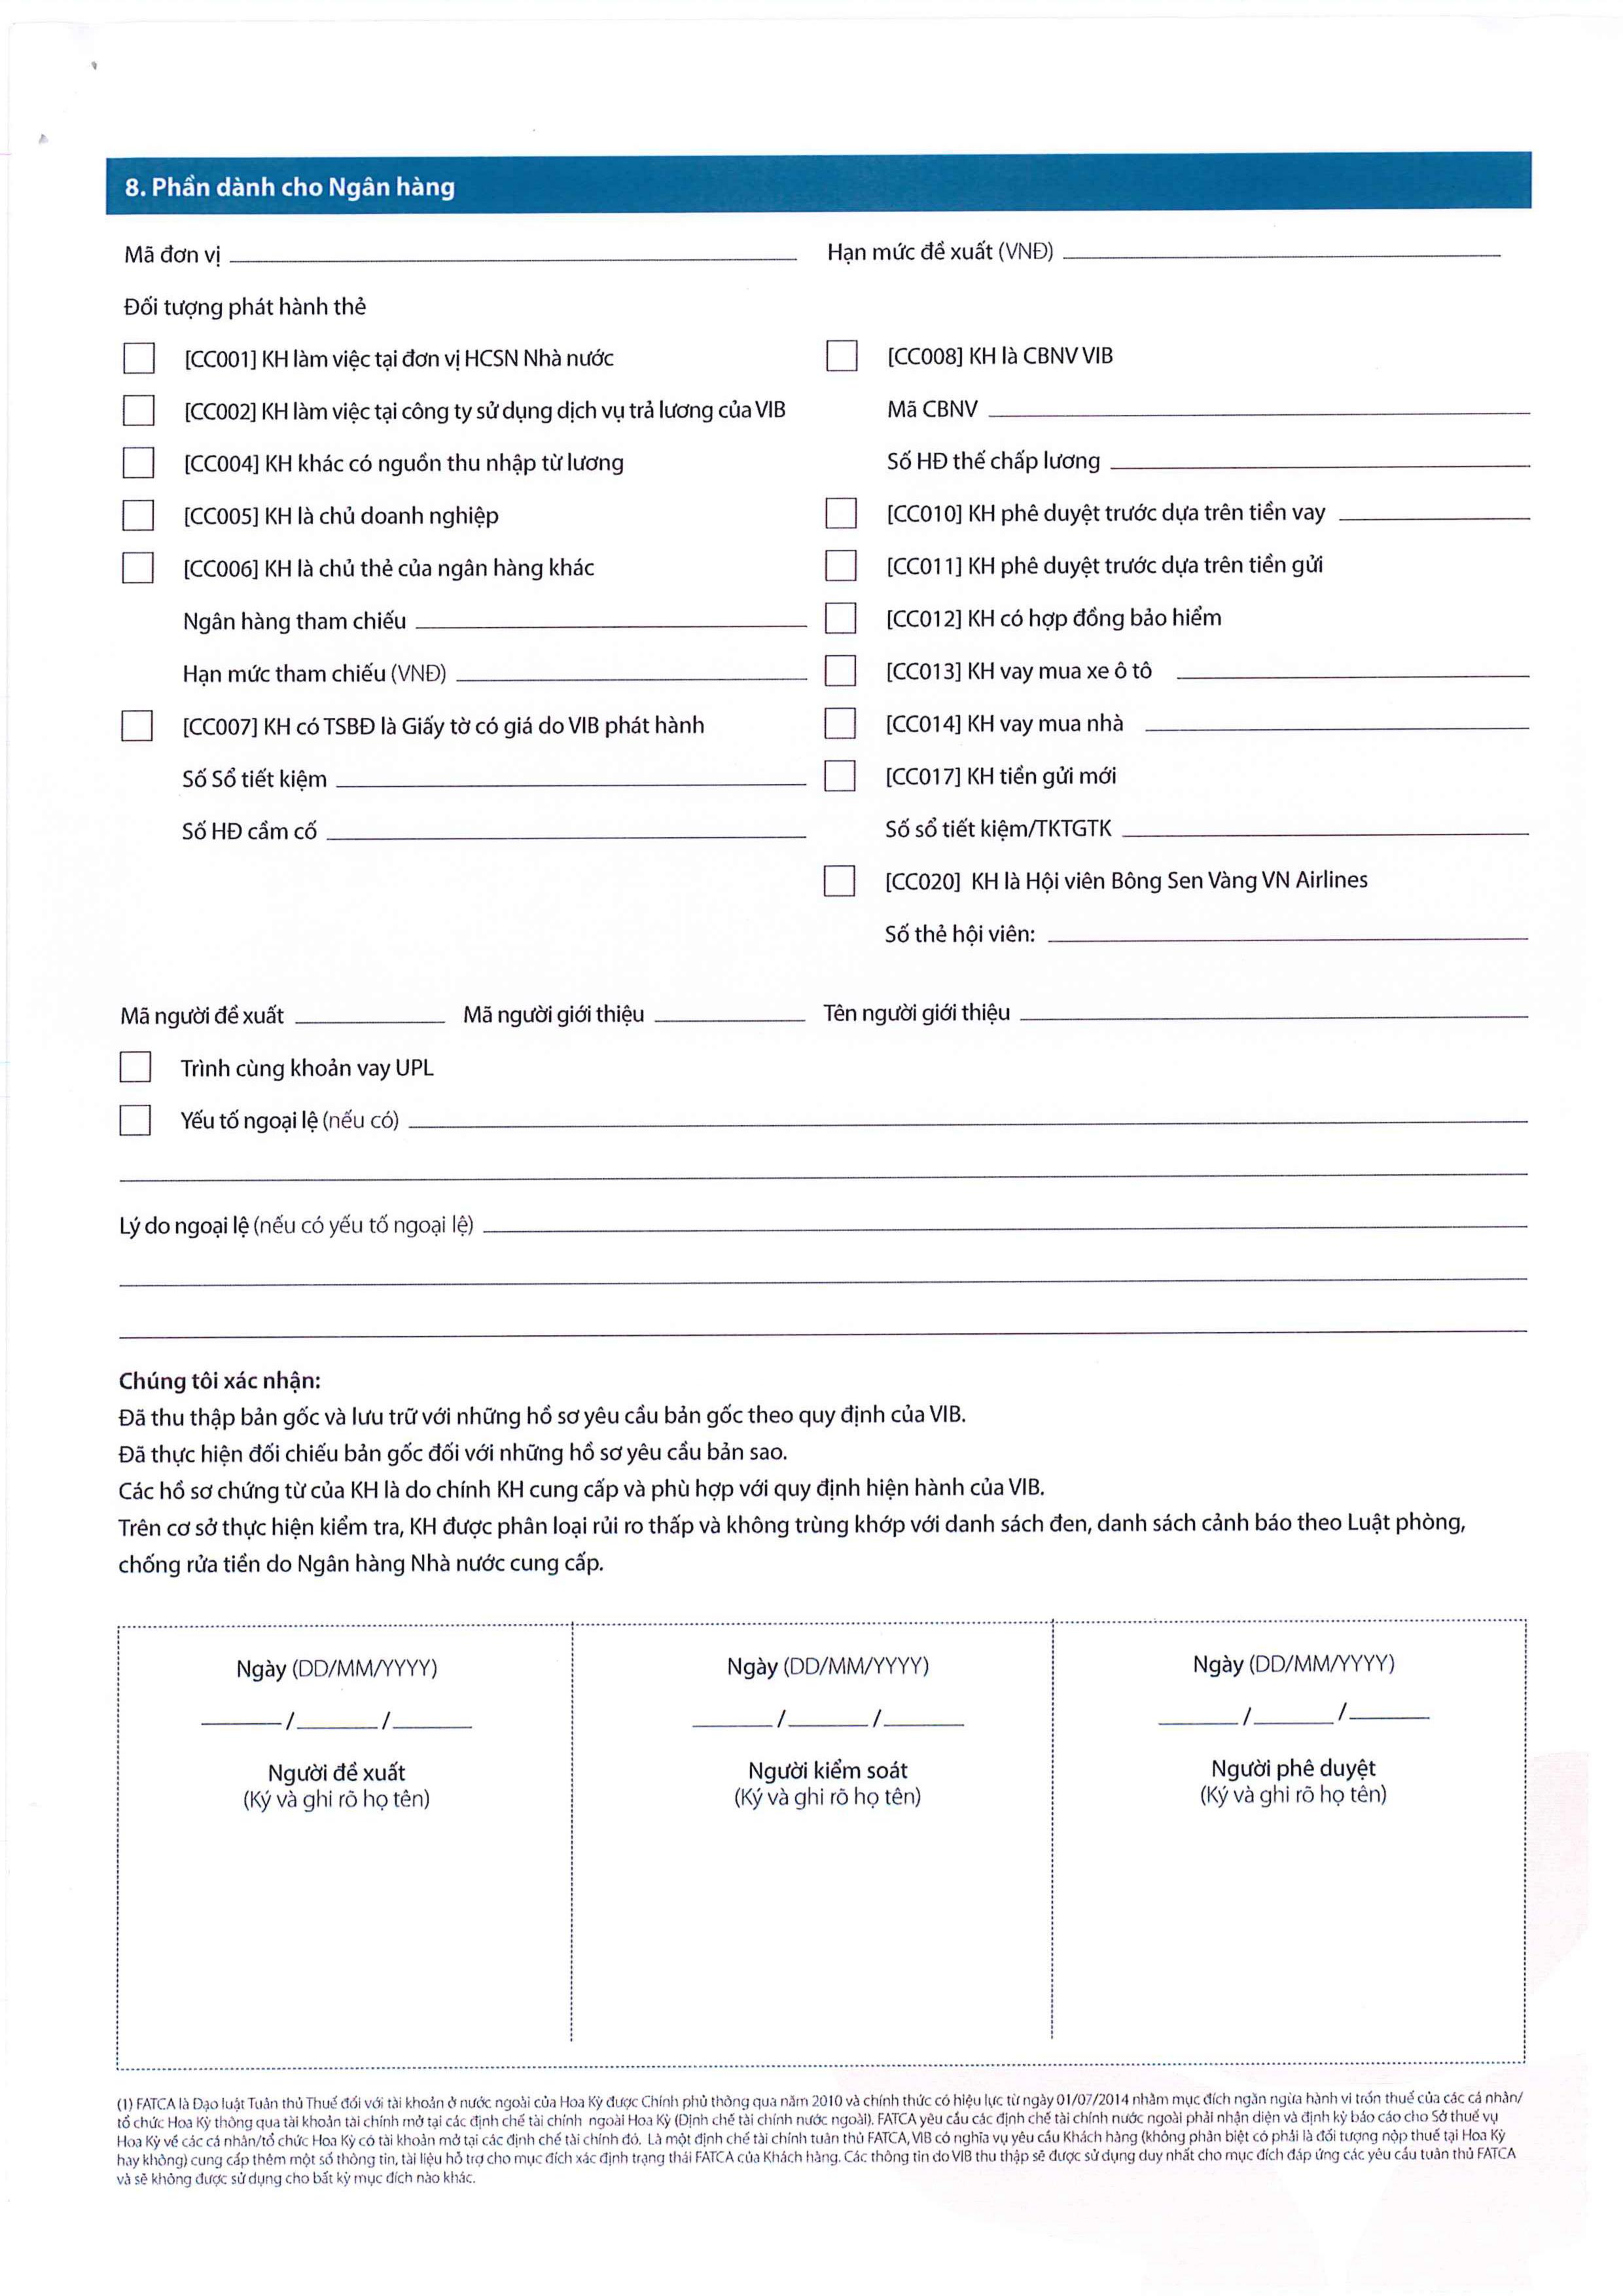 8. Phần dành cho Ngân hàng
Mã đơn vị
Hạn mức đề xuất (VNĐ)
Đối tượng phát hành thẻ
[CC001] KH làm việc tại đơn vị HCSN Nhà nước
[CC002] KH làm việc tại công ty sử dụng dịch vụ trả lương của VIB
[CC004] KH khác có nguồn thu nhập từ lương
[CC005] KH là chủ doanh nghiệp
[CC006] KH là chủ thẻ của ngân hàng khác
Ngân hàng tham chiếu
Hạn mức tham chiếu (VNĐ)
[CC007] KH có TSBĐ là Giấy tờ có giá do VIB phát hành
Số Sổ tiết kiệm
Số HĐ cầm cố
[CC008] KH là CBNV VIB
Mã CBNV
Số HĐ thế chấp lương
[CC010] KH phê duyệt trước dựa trên tiền vay
[CC011] KH phê duyệt trước dựa trên tiền gửi
[CC012] KH có hợp đồng bảo hiểm
[CC013] KH vay mua xe ô tô
[CC014] KH vay mua nhà
[CC017] KH tiền gửi mới
Số sổ tiết kiệm/TKTGTK
[CC020] KH là Hội viên Bông Sen Vàng VN Airlines
Số thẻ hội viên:
Mã người đề xuất
Mã người giới thiệu
Tên người giới thiệu
Trình cùng khoản vay UPL
Yếu tố ngoại lệ (nếu có)
Lý do ngoại lệ (nếu có yếu tố ngoại lệ)
Chúng tôi xác nhận:
Đã thu thập bản gốc và lưu trữ với những hồ sơ yêu cầu bản gốc theo quy định của VIB.
Đã thực hiện đối chiếu bản gốc đối với những hồ sơ yêu cầu bản sao.
Các hồ sơ chứng từ của KH là do chính KH cung cấp và phù hợp với quy định hiện hành của VIB.
Trên cơ sở thực hiện kiểm tra, KH được phân loại rủi ro thấp và không trùng khớp với danh sách đen, danh sách cảnh báo theo Luật phòng,
chống rửa tiền do Ngân hàng Nhà nước cung cấp.
Ngày (DD/MM/YYYY)
/ /
Người đề xuất
(Ký và ghi rõ họ tên)
Ngày (DD/MM/YYYY)
/ /
Người kiểm soát
(Ký và ghi rõ họ tên)
Ngày (DD/MM/YYYY)
/ /
Người phê duyệt
(Ký và ghi rõ họ tên)
(1) FATCA là Đạo luật Tuân thủ Thuế đối với tài khoản ở nước ngoài của Hoa Kỳ được Chính phủ thông qua năm 2010 và chính thức có hiệu lực từ ngày 01/07/2014 nhằm mục đích ngăn ngừa hành vi trốn thuế của các cá nhân/
tổ chức Hoa Kỳ thông qua tài khoản tài chính mở tại các định chế tài chính ngoài Hoa Kỳ (Định chế tài chính nước ngoài). FATCA yêu cầu các định chế tài chính nước ngoài phải nhận diện và định kỳ báo cáo cho Sở thuế vụ
Hoa Kỳ về các cá nhân/tổ chức Hoa Kỳ có tài khoản mở tại các định chế tài chính đó. Là một định chế tài chính tuân thủ FATCA, VIB có nghĩa vụ yêu cầu Khách hàng (không phân biệt có phải là đối tượng nộp thuế tại Hoa Kỳ
hay không) cung cấp thêm một số thông tin, tài liệu hỗ trợ cho mục đích xác định trạng thái FATCA của Khách hàng. Các thông tin do VIB thu thập sẽ được sử dụng duy nhất cho mục đích đáp ứng các yêu cầu tuân thủ FATCA
và sẽ không được sử dụng cho bất kỳ mục đích nào khác.